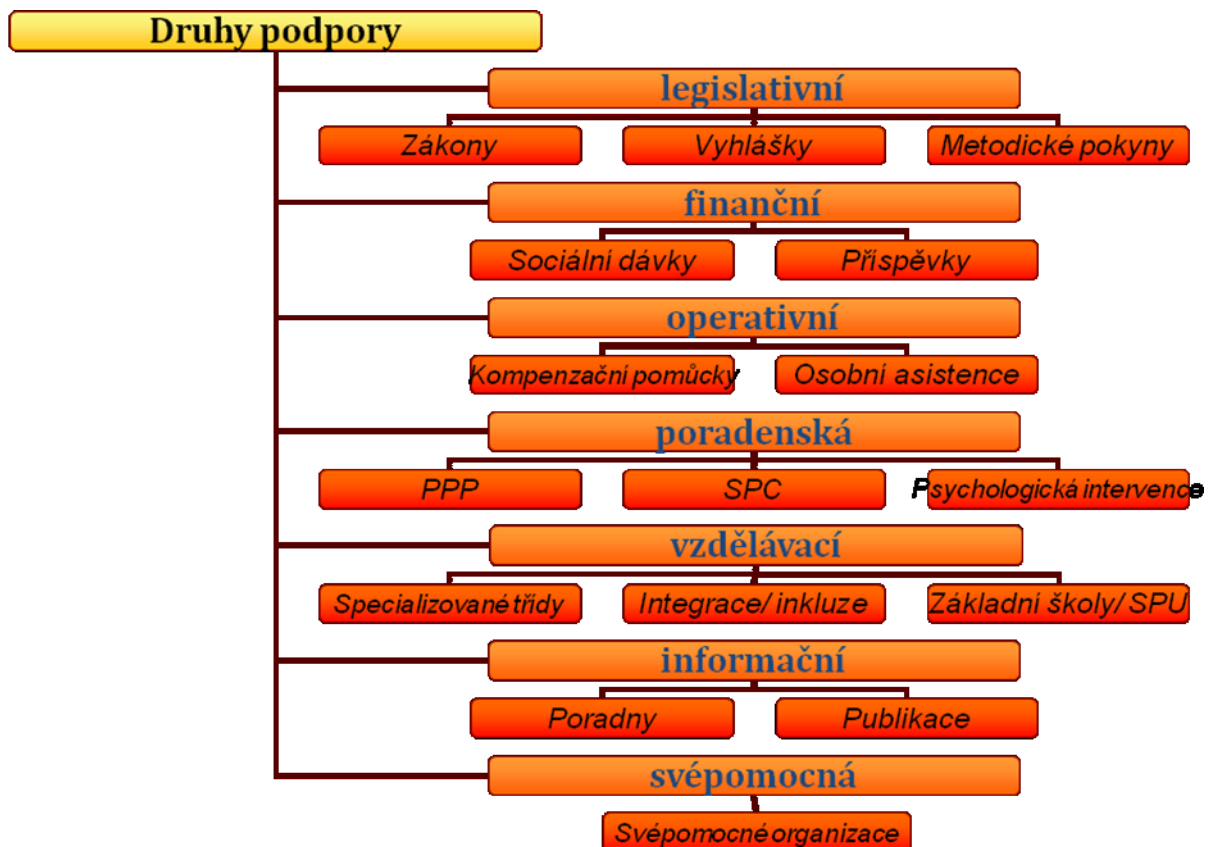 Druhy podpory
legislativní
Zákony
Vyhlášky
Metodické pokyny
finanční
Sociální dávky
Příspěvky
operativní
Kompenzační pomůcky
Osobní asistence
poradenská
PPP
SPC
Psychologická intervence
vzdělávací
Specializované třídy
Integrace/ inkluze
Základní školy/ SPU
informační
Poradny
Publikace
svépomocná
Svépomocné organizace